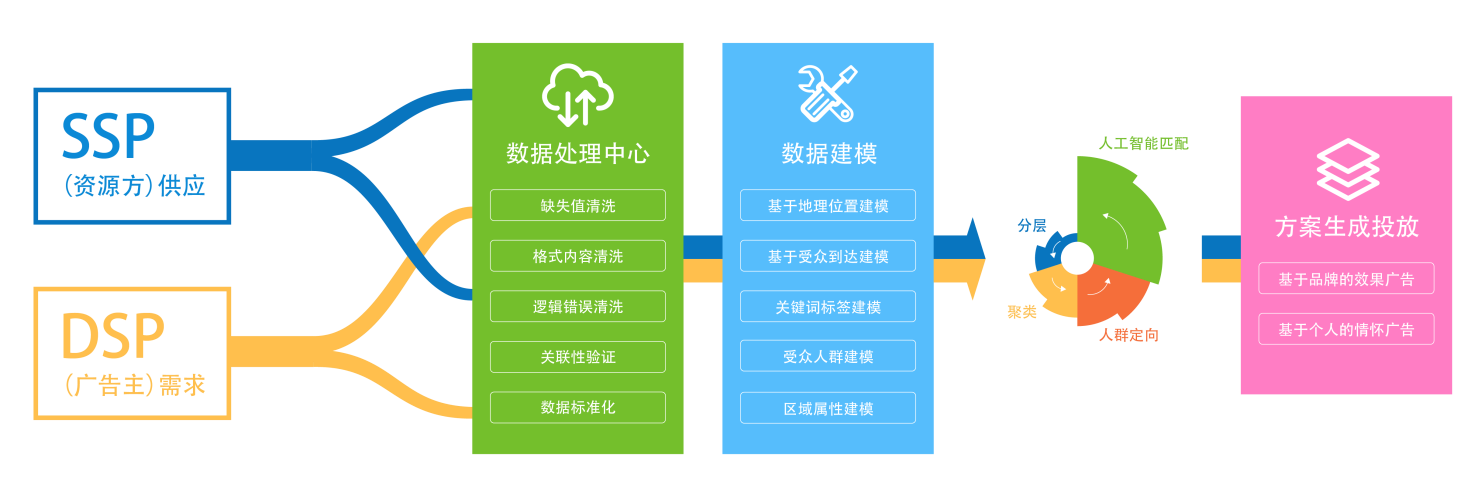 SSP
(资源方)供应
DSP
(广告主)需求
数据处理中心
缺失值清洗
格式内容清洗
逻辑错误清洗
关联性验证
数据标准化
数据建模
基于地理位置建模
基于受众到达建模
关键词标签建模
受众人群建模
区域属性建模
人工智能匹配
分层
聚类
人群定向
方案生成投放
基于品牌的效果广告
基于个人的情怀广告